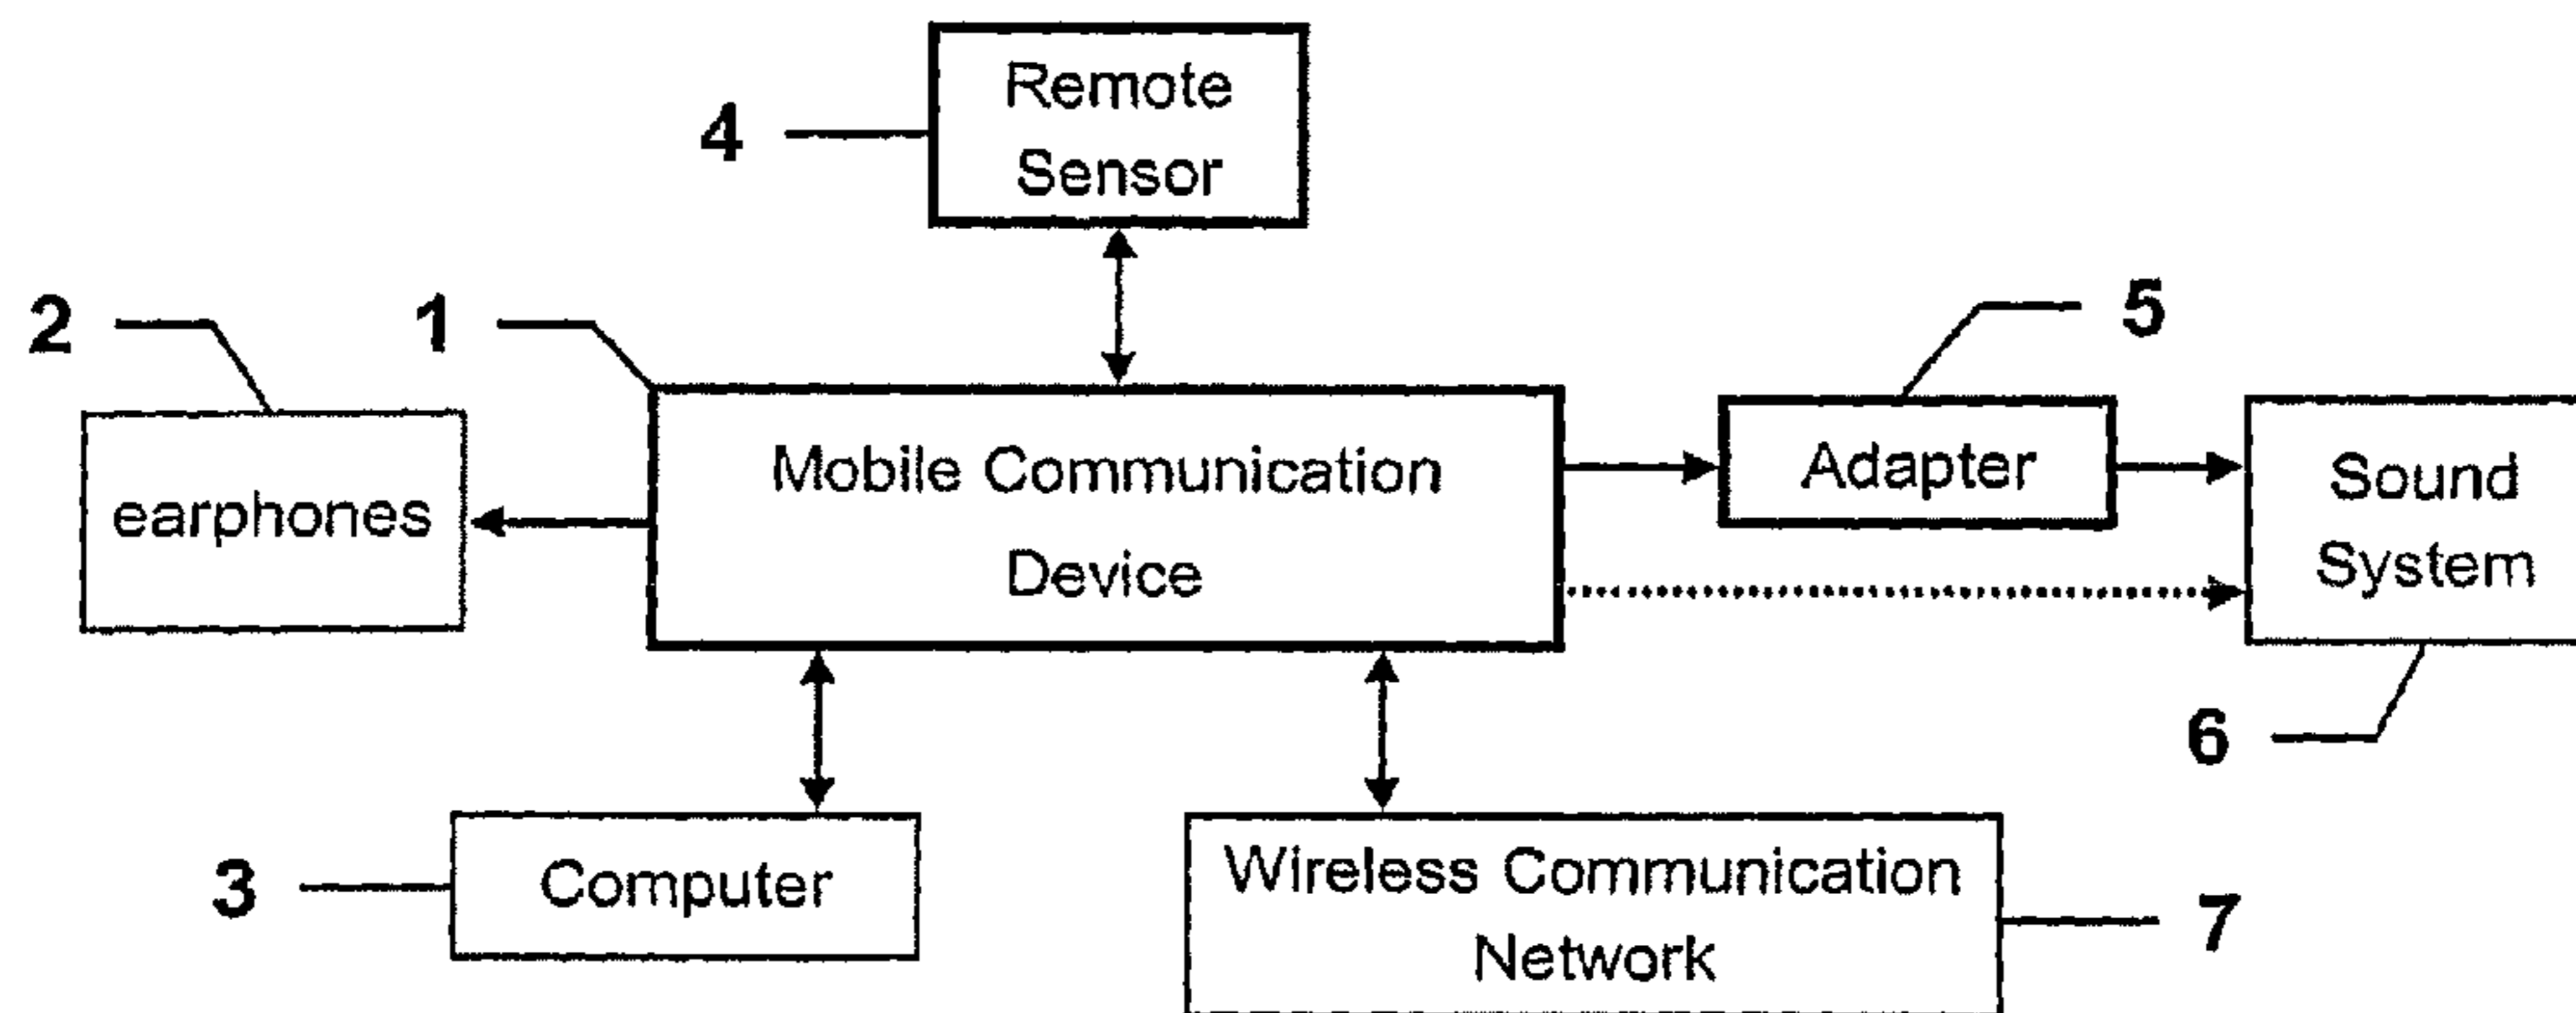 4
Remote
Sensor
2
1
5
earphones
Mobile Communication
Device
Adapter
Sound
System
6
3
Computer
Wireless Communication
Network
7